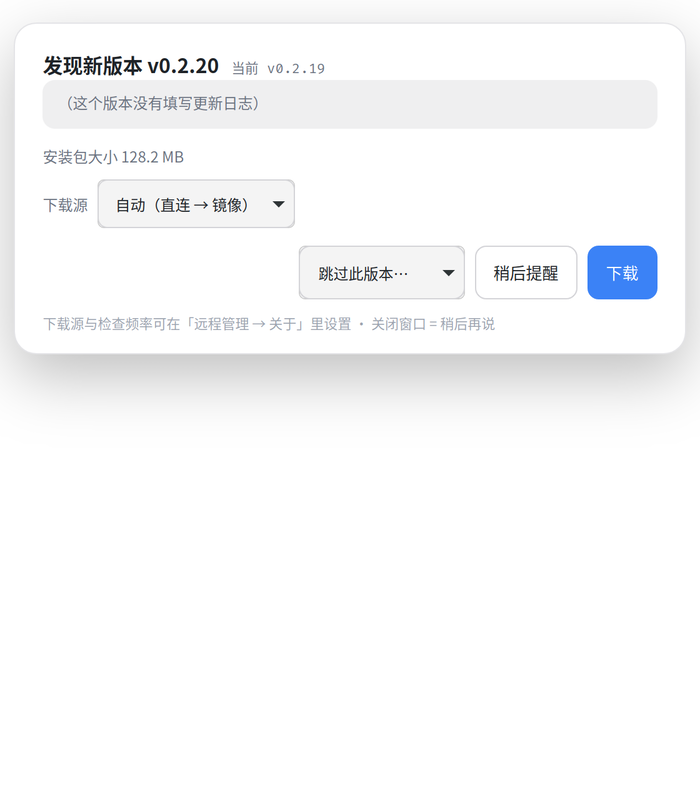 发现新版本 v0.2.20 当前 v0.2.19
（这个版本没有填写更新日志）
安装包大小 128.2 MB
下载源 自动（直连 → 镜像）
跳过此版本… 稍后提醒 下载
下载源与检查频率可在「远程管理 → 关于」里设置 · 关闭窗口 = 稍后再说